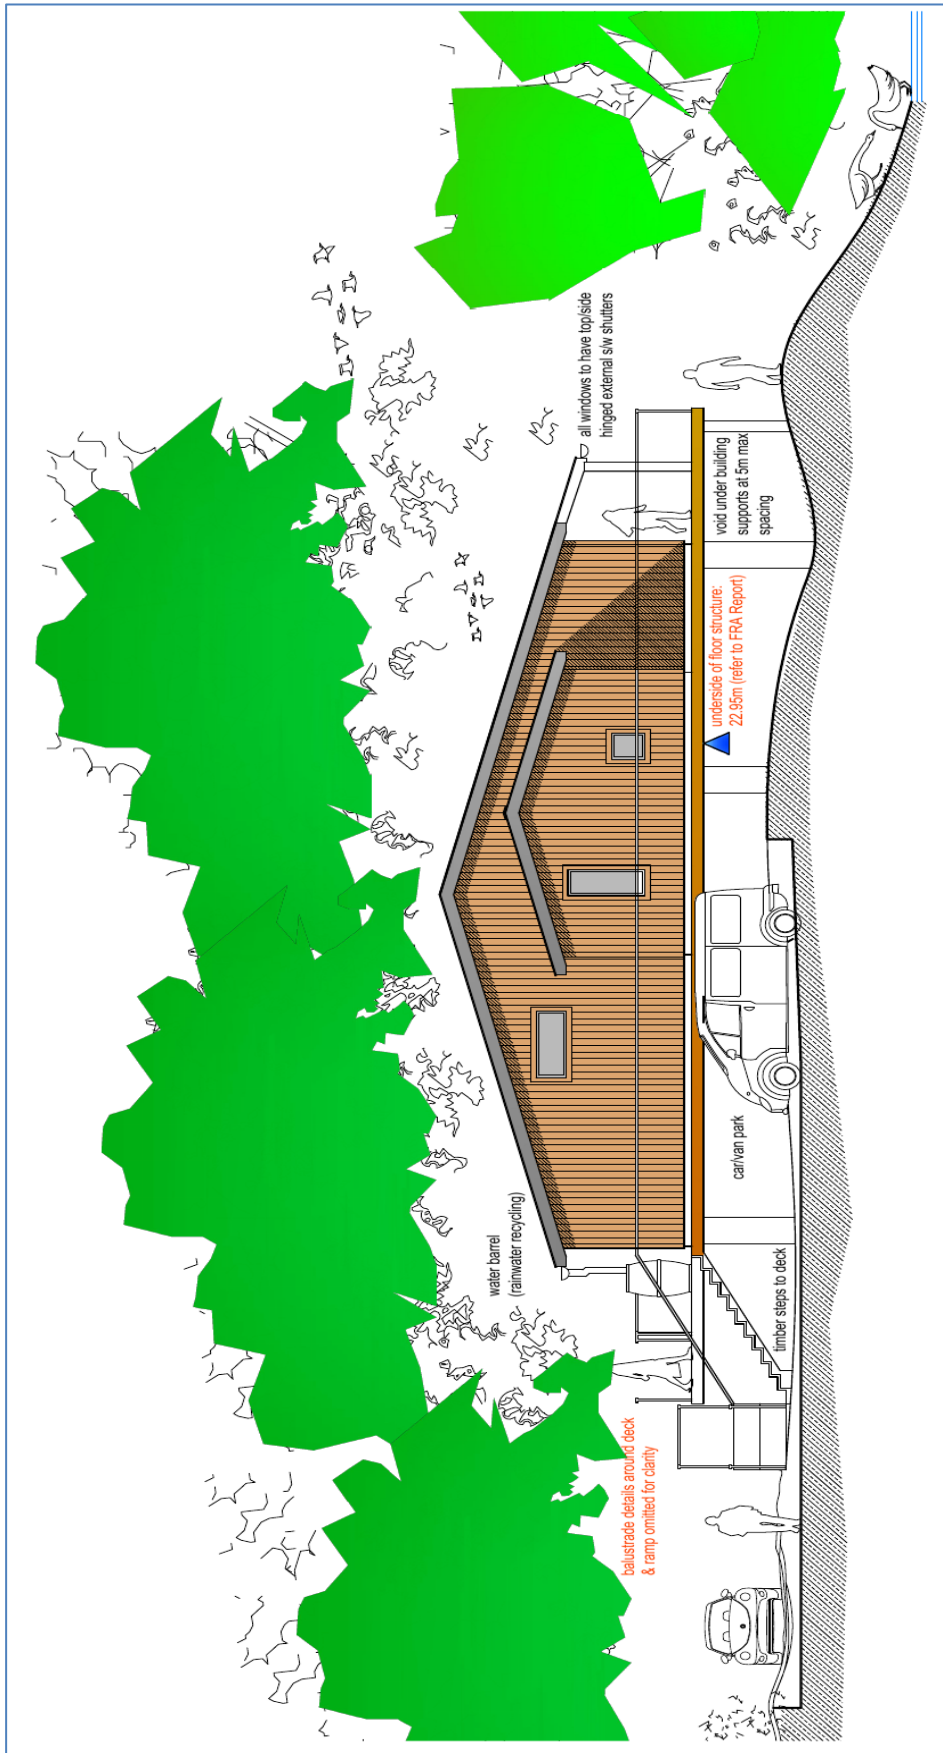 water barrel
(rainwater recycling)
all windows to have top/side
hinged external s/w shutters
balustrade details around deck
& ramp omitted for clarity
timber steps to deck
car/van park
underside of floor structure:
22.95m (refer to FRA Report)
void under building
supports at 5m max
spacing